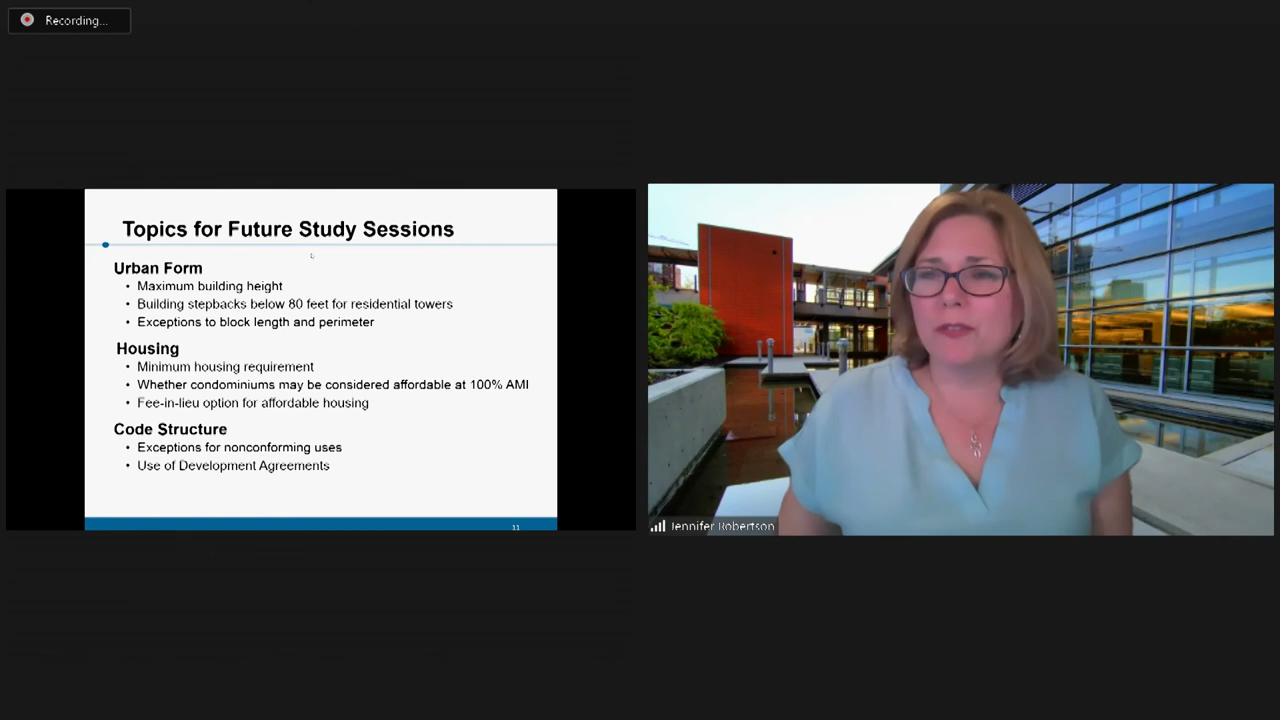 Recording...
Topics for Future Study Sessions
Urban Form
• Maximum building height
• Building stepbacks below 80 feet for residential towers
• Exceptions to block length and perimeter
Housing
• Minimum housing requirement
• Whether condominiums may be considered affordable at 100% AMI
• Fee-in-lieu option for affordable housing
Code Structure
• Exceptions for nonconforming uses
• Use of Development Agreements
11
Jennifer Robertson